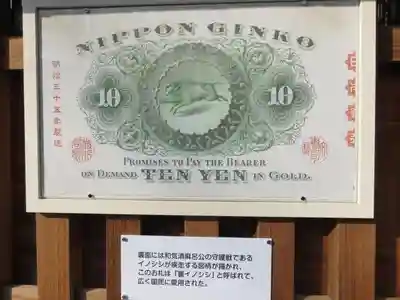 NIPPON GINKO
明治三十五年製造
10
10
PROMISES TO PAY THE BEARER
ON DEMAND TEN YEN IN GOLD.
裏面には和気清麻呂公の守護獣である
イノシシが疾走する図柄が描かれ、
このお札は「裏イノシシ」と呼ばれて、
広く国民に愛用された。